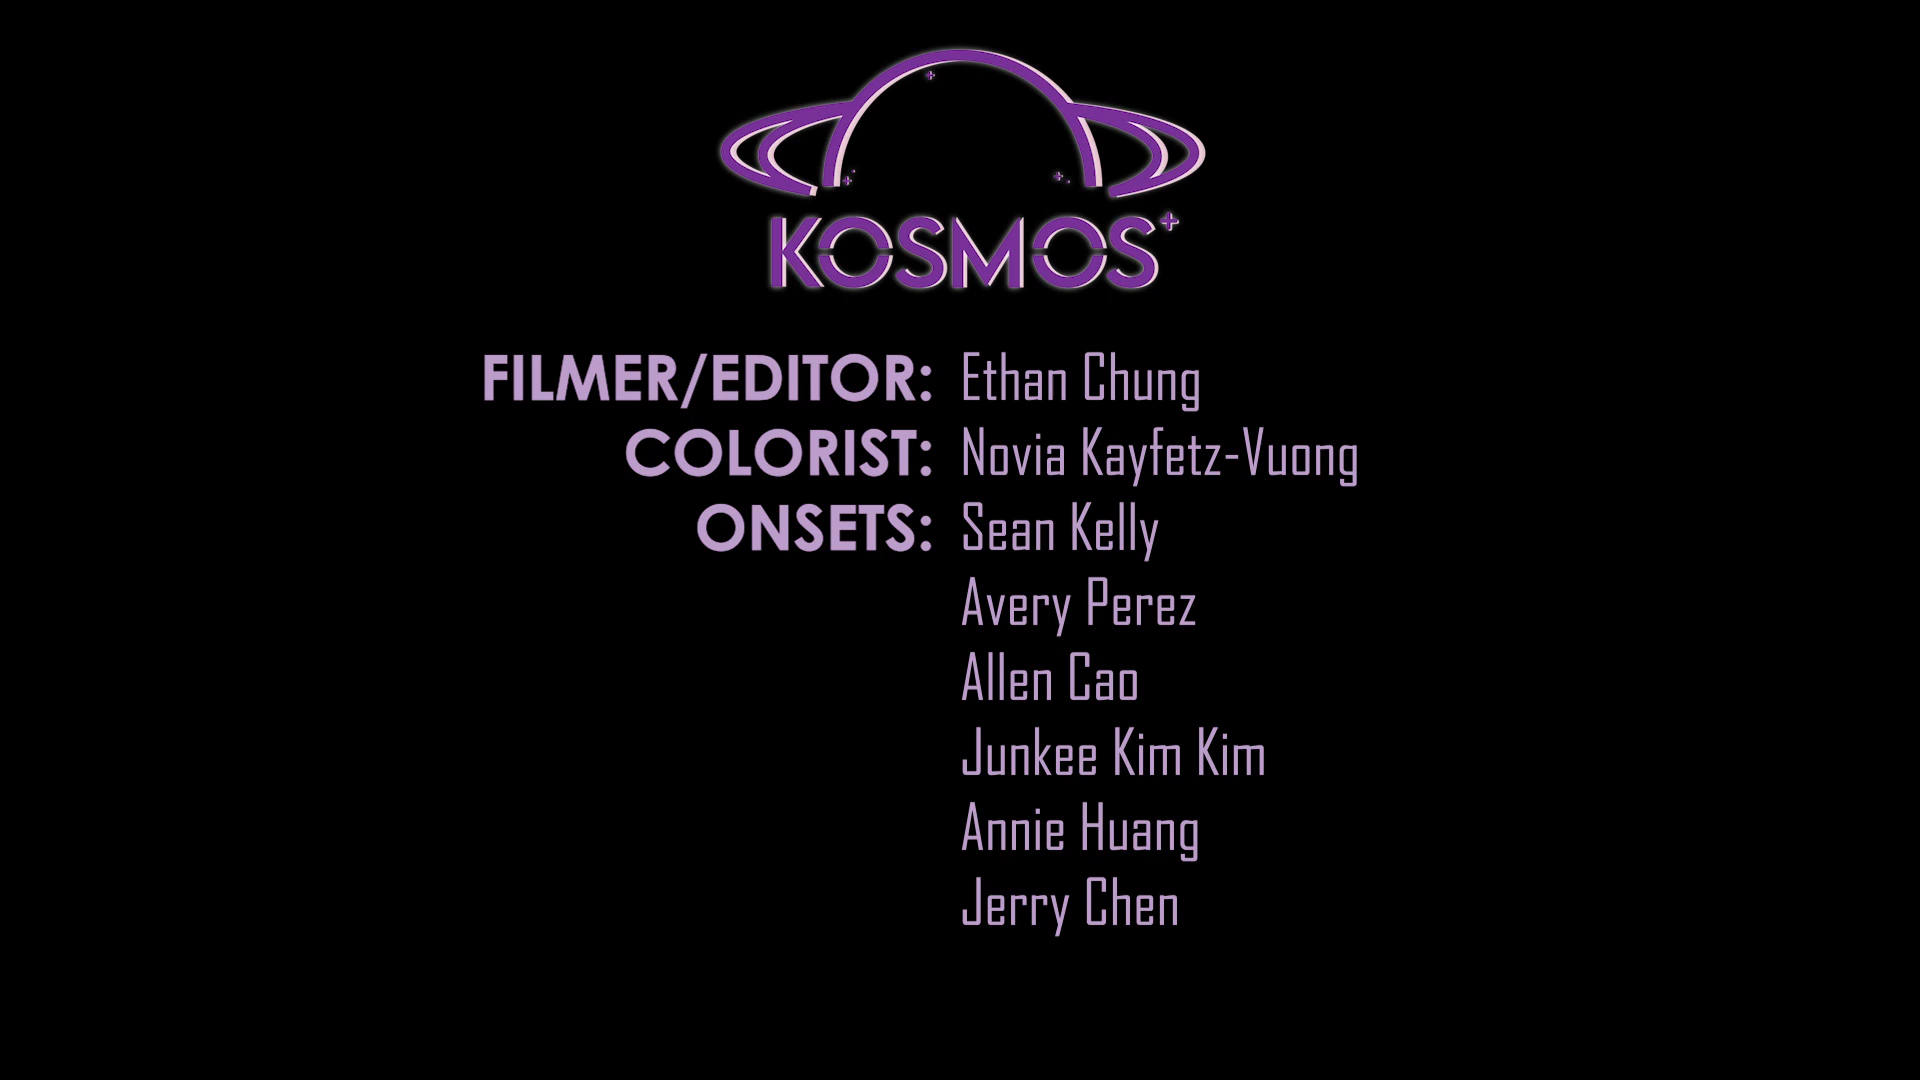 KOSMOS+
FILMER/EDITOR: Ethan Chung
COLORIST: Novia Kayfetz-Vuong
ONSETS: Sean Kelly
Avery Perez
Allen Cao
Junkee Kim Kim
Annie Huang
Jerry Chen